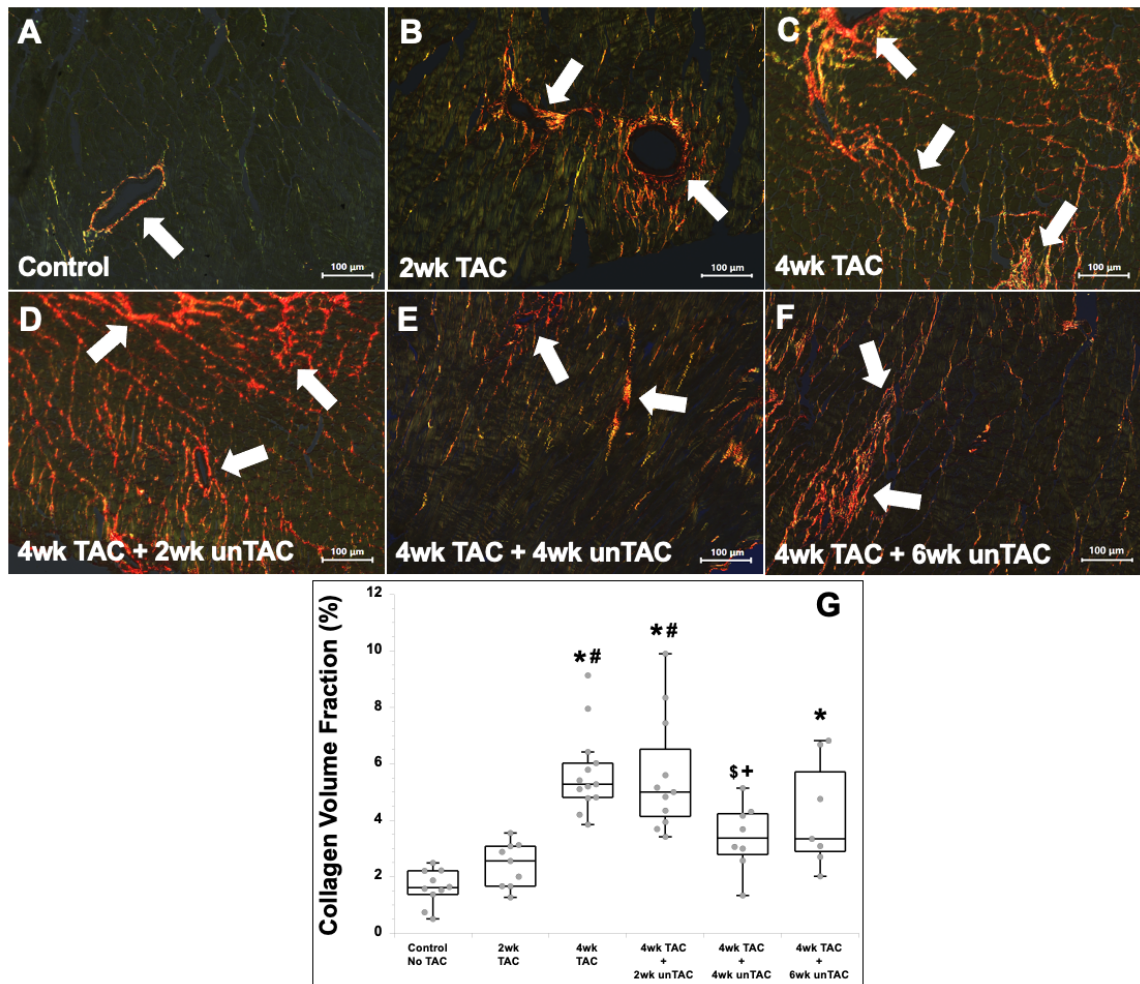 A
Control
100 µm
B
2wk TAC
100 µm
C
4wk TAC
100 µm
D
4wk TAC + 2wk unTAC
100 µm
E
4wk TAC + 4wk unTAC
100 µm
F
4wk TAC + 6wk unTAC
100 µm
G
Collagen Volume Fraction (%)
12
10
8
6
4
2
0
*#
*#
$+
*
Control
No TAC
2wk
TAC
4wk
TAC
4wk TAC
+
2wk unTAC
4wk TAC
+
4wk unTAC
4wk TAC
+
6wk unTAC